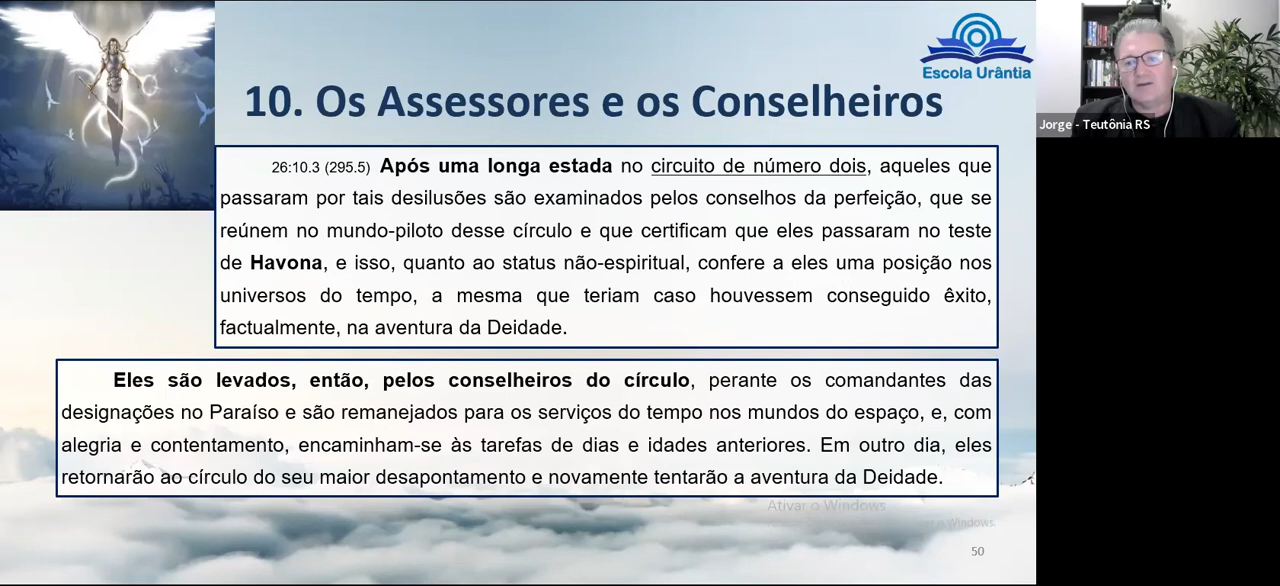 Escola Urântia
10. Os Assessores e os Conselheiros
26:10.3 (295.5) Após uma longa estada no circuito de número dois, aqueles que
passaram por tais desilusões são examinados pelos conselhos da perfeição, que se
reúnem no mundo-piloto desse círculo e que certificam que eles passaram no teste
de Havona, e isso, quanto ao status não-espiritual, confere a eles uma posição nos
universos do tempo, a mesma que teriam caso houvessem conseguido êxito,
factualmente, na aventura da Deidade.
Eles são levados, então, pelos conselheiros do círculo, perante os comandantes das
designações no Paraíso e são remanejados para os serviços do tempo nos mundos do espaço, e, com
alegria e contentamento, encaminham-se às tarefas de dias e idades anteriores. Em outro dia, eles
retornarão ao círculo do seu maior desapontamento e novamente tentarão a aventura da Deidade.
Ativar o Windows
o Windows.
50
Jorge - Teutônia RS